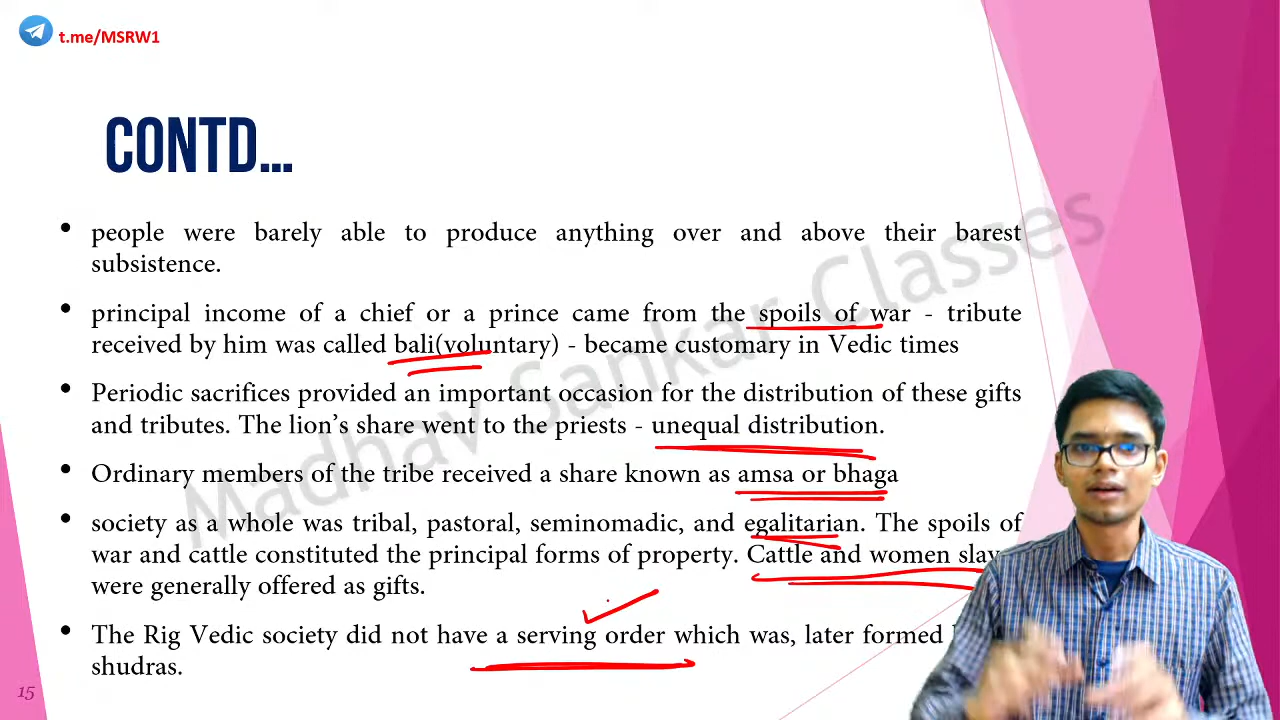 t.me/MSRW1
CONTD...
• people were barely able to produce anything over and above their barest
subsistence.
• principal income of a chief or a prince came from the spoils of war - tribute
received by him was called bali(voluntary) - became customary in Vedic times
• Periodic sacrifices provided an important occasion for the distribution of these gifts
and tributes. The lion's share went to the priests - unequal distribution.
• Ordinary members of the tribe received a share known as amsa or bhaga
• society as a whole was tribal, pastoral, seminomadic, and egalitarian. The spoils of
war and cattle constituted the principal forms of property. Cattle and women
were generally offered as gifts.
• The Rig Vedic society did not have a serving order which was, later formed
shudras.
15
Madhav Sankar Classes